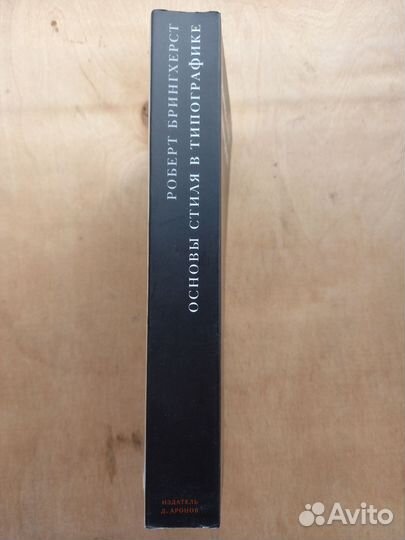 РОБЕРТ БРИНГХЕРСТ
ОСНОВЫ СТИЛЯ В ТИПОГРАФИКЕ
ИЗДАТЕЛЬ
Д. АРОНОВ
Avito